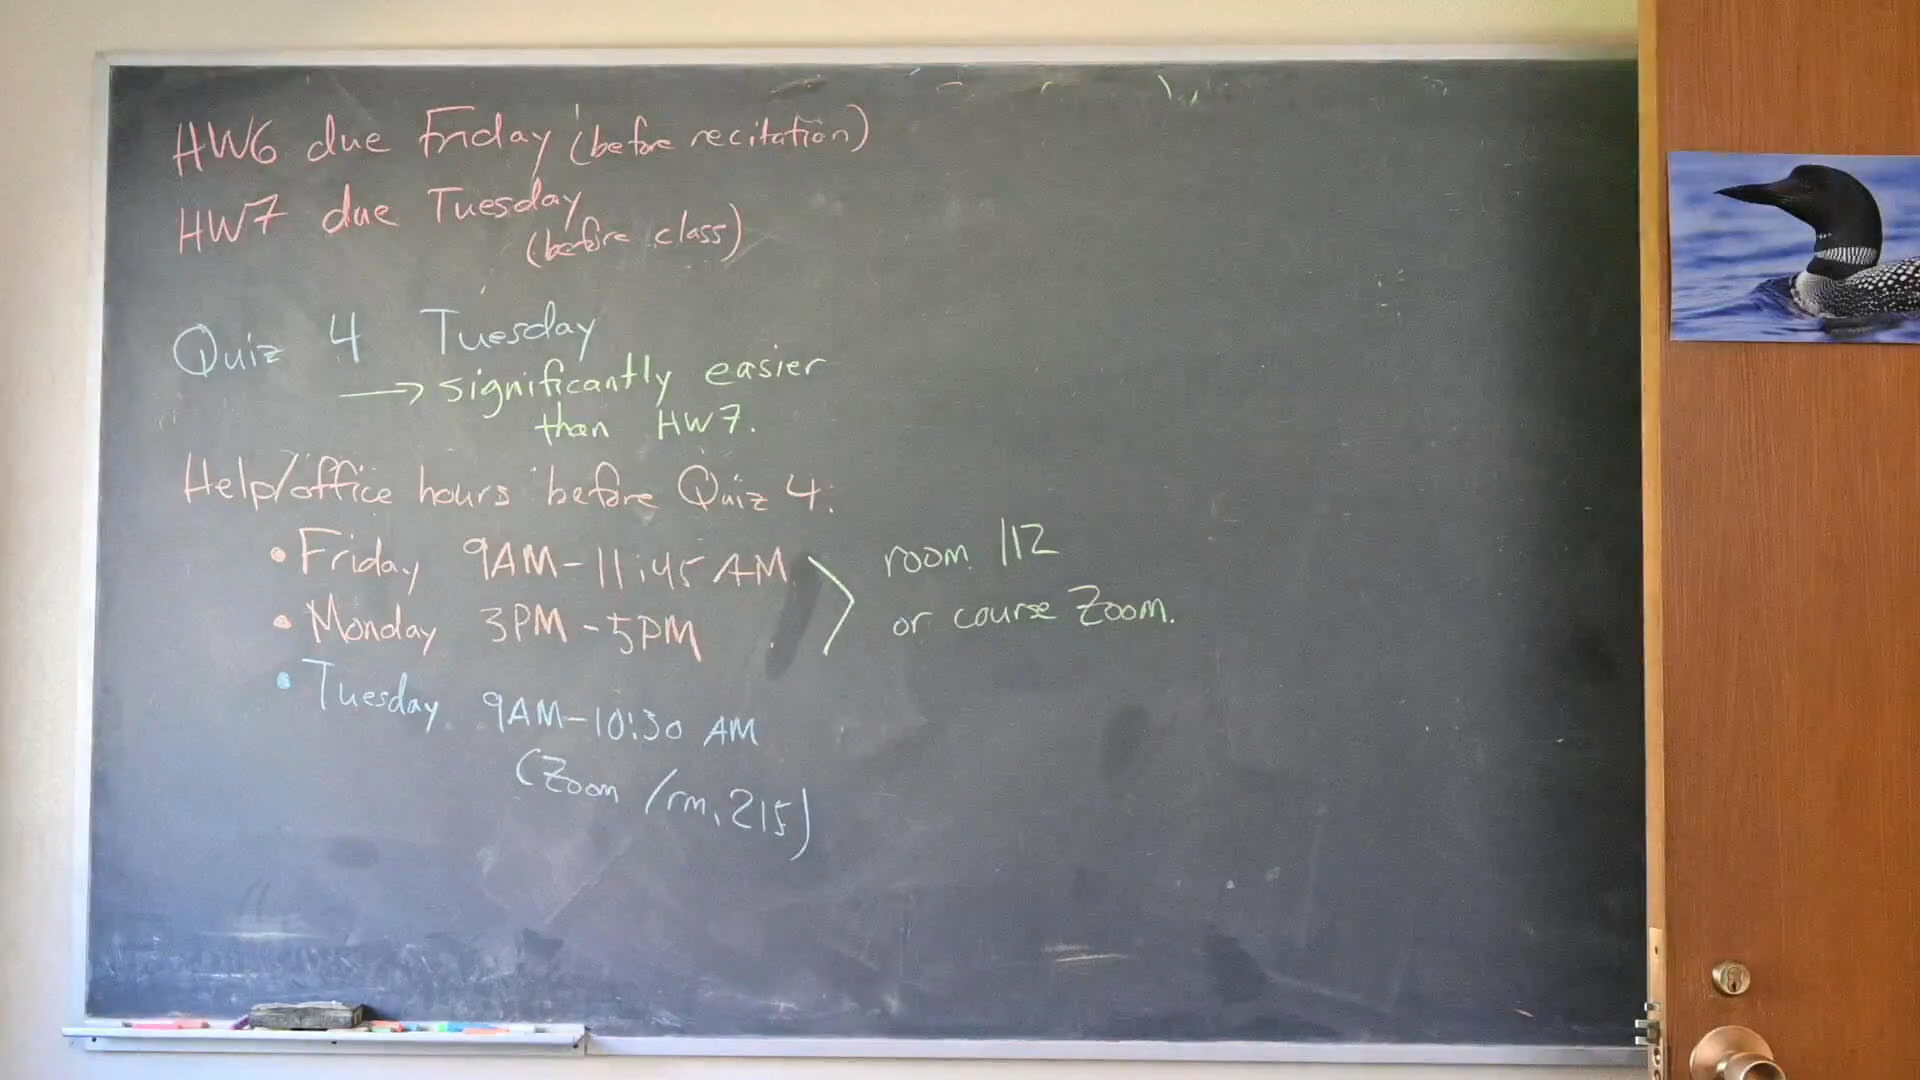 HW6 due Friday (before recitation)
HW7 due Tuesday
(before class)
Quiz 4 Tuesday
→ significantly easier
than HW7.
Help/office hours before Quiz 4:
• Friday 9AM-11:45 AM
• Monday 3PM-5PM
room 112
or course Zoom.
• Tuesday 9AM-10:30 AM
(Zoom/rm. 215)